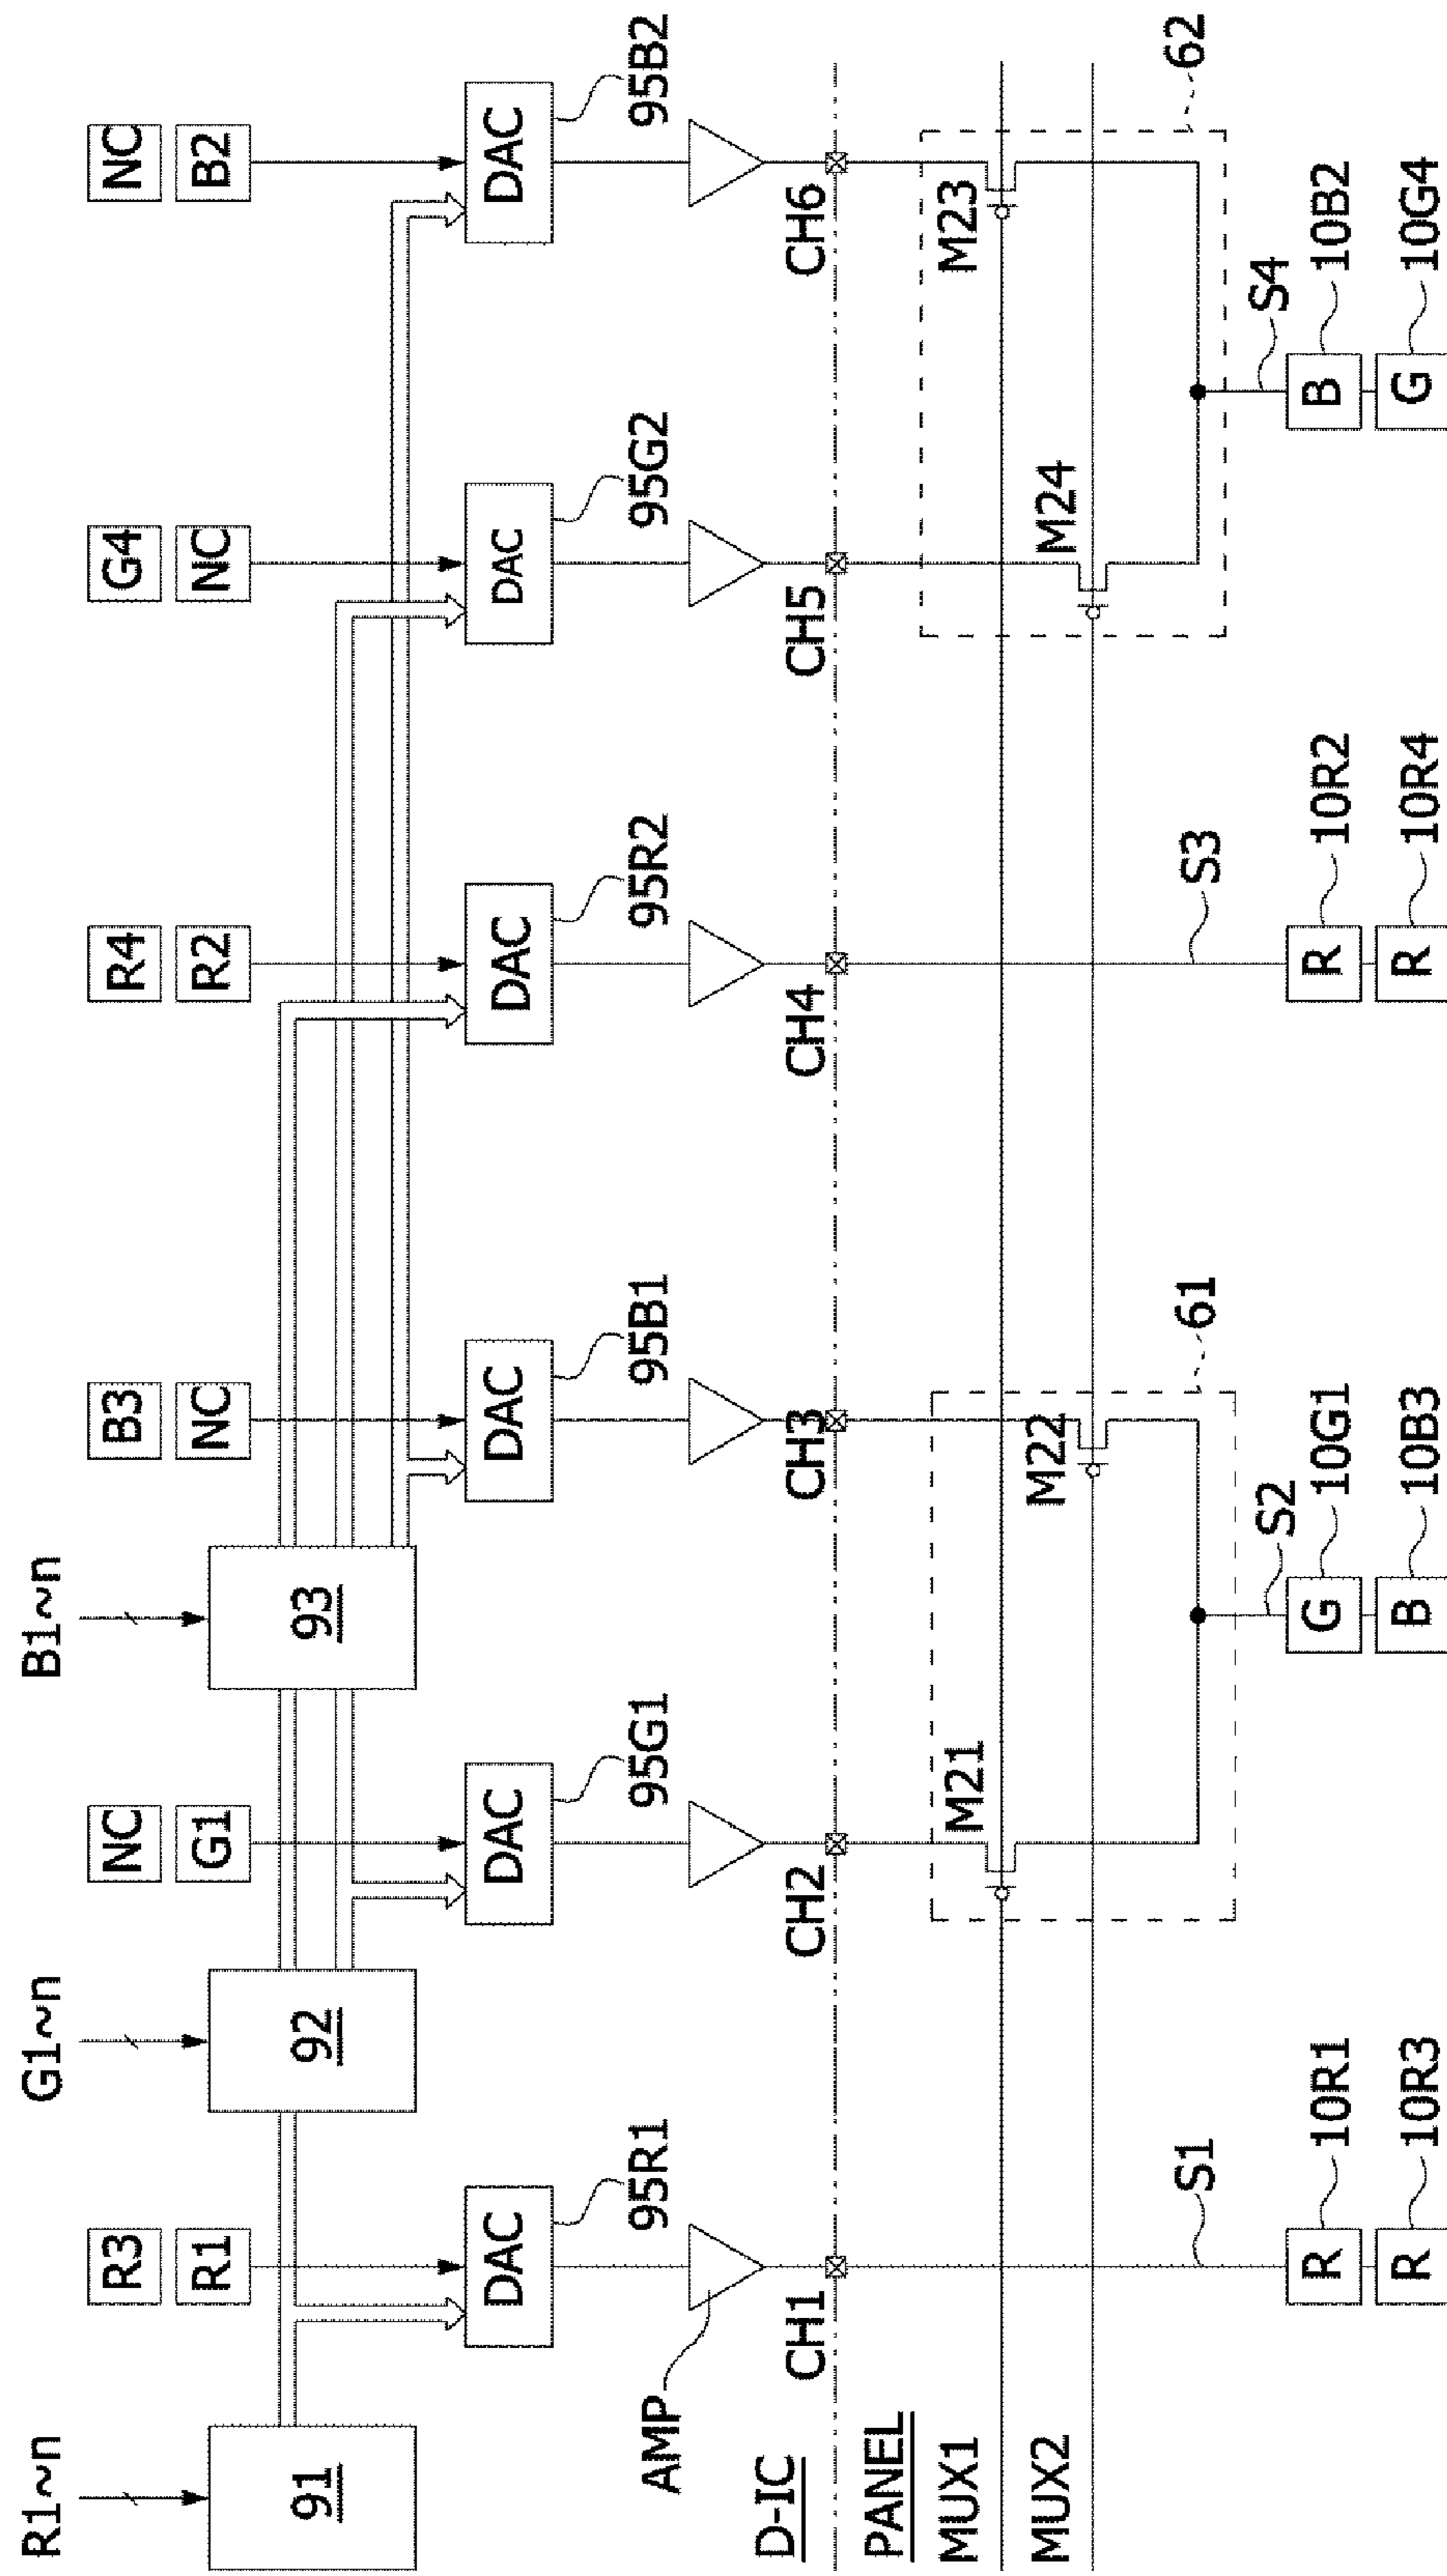 R1~n
G1~n
B1~n
R3
NC
B3
R4
G4
NC
R1
G1
NC
R2
NC
B2
91
92
93
DAC
DAC
DAC
DAC
DAC
DAC
95R1
95G1
95B1
95R2
95G2
95B2
AMP
D-IC
CH1
CH2
CH3
CH4
CH5
CH6
PANEL
MUX1
M21
M23
MUX2
M22
M24
S1
61
S3
62
S2
S4
R
10R1
G
10G1
R
10R2
B
10B2
R
10R3
B
10B3
R
10R4
G
10G4